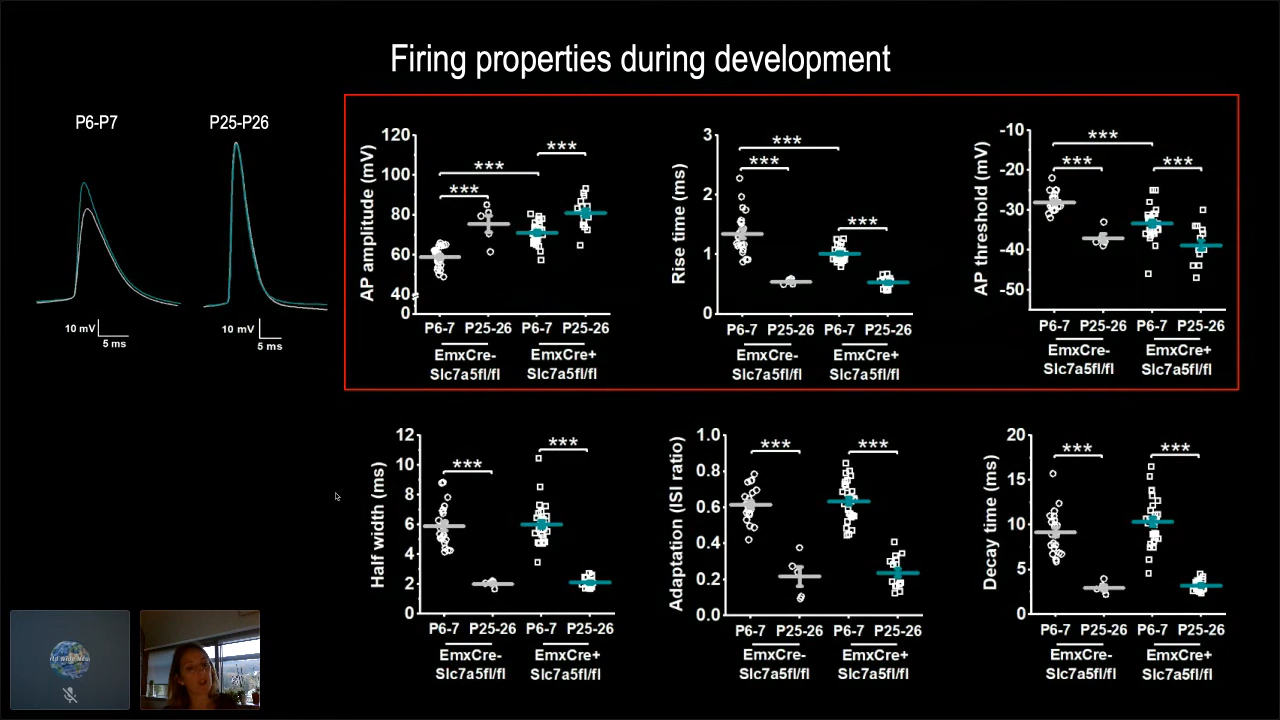 Firing properties during development
P6-P7
P25-P26
10 mV
5 ms
10 mV
5 ms
AP amplitude (mV)
120
100
80
60
40
0
***
***
***
P6-7 P25-26 P6-7 P25-26
EmxCre- EmxCre+
Slc7a5fl/fl Slc7a5fl/fl
Rise time (ms)
3
2
1
0
***
***
***
P6-7 P25-26 P6-7 P25-26
EmxCre- EmxCre+
Slc7a5fl/fl Slc7a5fl/fl
AP threshold (mV)
-10
-20
-30
-40
-50
***
***
***
P6-7 P25-26 P6-7 P25-26
EmxCre- EmxCre+
Slc7a5fl/fl Slc7a5fl/fl
Half width (ms)
12
10
8
6
4
2
0
***
***
P6-7 P25-26 P6-7 P25-26
EmxCre- EmxCre+
Slc7a5fl/fl Slc7a5fl/fl
Adaptation (ISI ratio)
1.0
0.8
0.6
0.4
0.2
0.0
***
***
P6-7 P25-26 P6-7 P25-26
EmxCre- EmxCre+
Slc7a5fl/fl Slc7a5fl/fl
Decay time (ms)
20
15
10
5
0
***
***
P6-7 P25-26 P6-7 P25-26
EmxCre- EmxCre+
Slc7a5fl/fl Slc7a5fl/fl